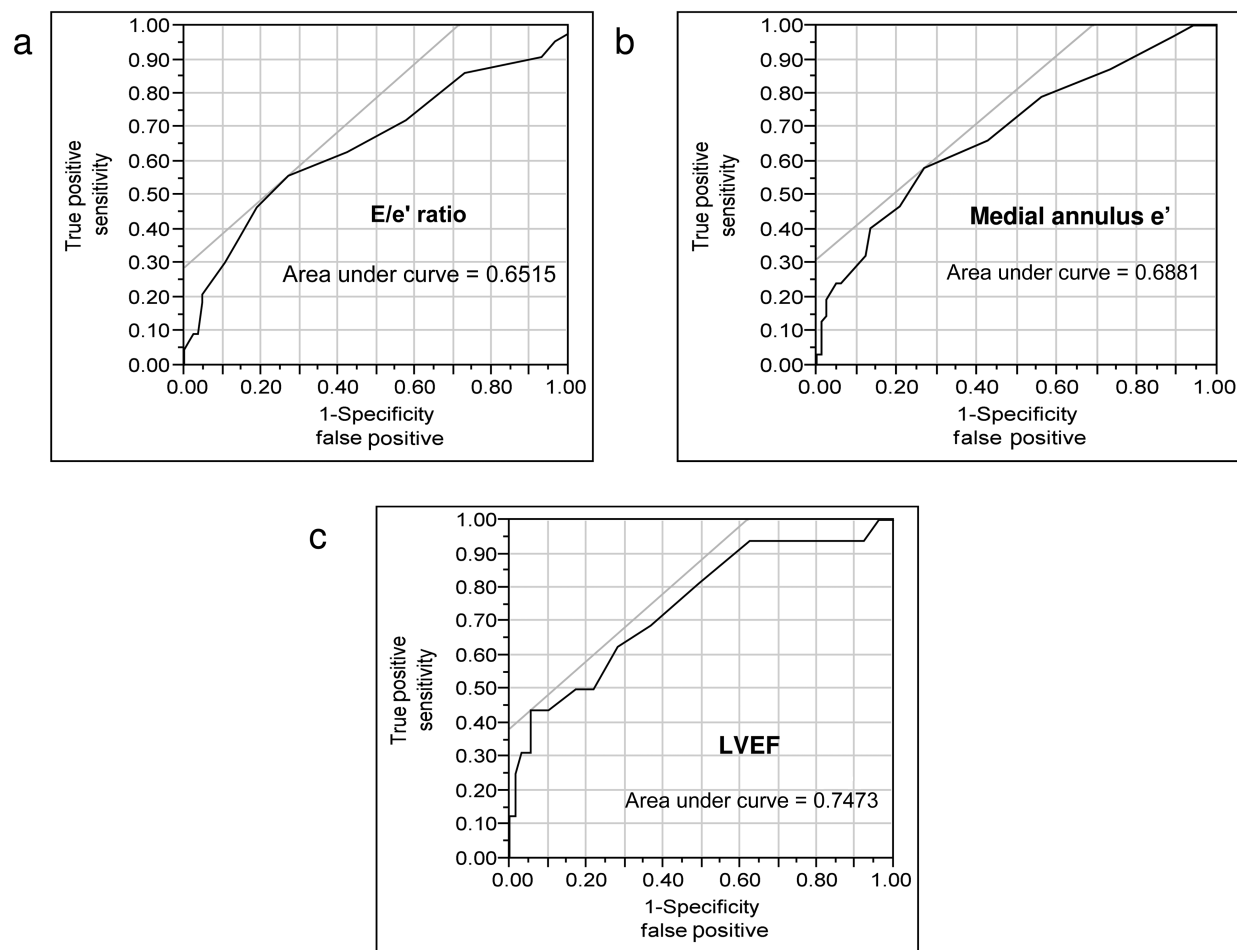 a
1.00
0.90
0.80
0.70
0.60
0.50
0.40
0.30
0.20
0.10
0.00
True positive
sensitivity
E/e' ratio
Area under curve = 0.6515
0.00 0.20 0.40 0.60 0.80 1.00
1-Specificity
false positive
b
1.00
0.90
0.80
0.70
0.60
0.50
0.40
0.30
0.20
0.10
0.00
True positive
sensitivity
Medial annulus e’
Area under curve = 0.6881
0.00 0.20 0.40 0.60 0.80 1.00
1-Specificity
false positive
c
1.00
0.90
0.80
0.70
0.60
0.50
0.40
0.30
0.20
0.10
0.00
True positive
sensitivity
LVEF
Area under curve = 0.7473
0.00 0.20 0.40 0.60 0.80 1.00
1-Specificity
false positive